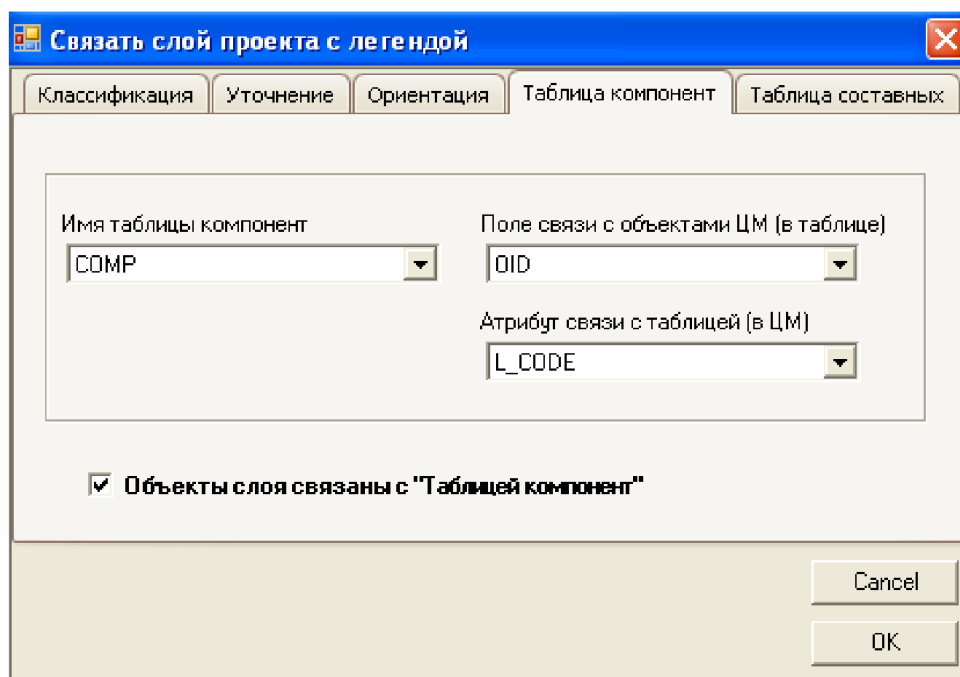 Связать слой проекта с легендой
Классификация Уточнение Ориентация Таблица компонент Таблица составных
Имя таблицы компонент Поле связи с объектами ЦМ (в таблице)
COMP OID
Атрибут связи с таблицей (в ЦМ)
L_CODE
Объекты слоя связаны с "Таблицей компонент"
Cancel
OK